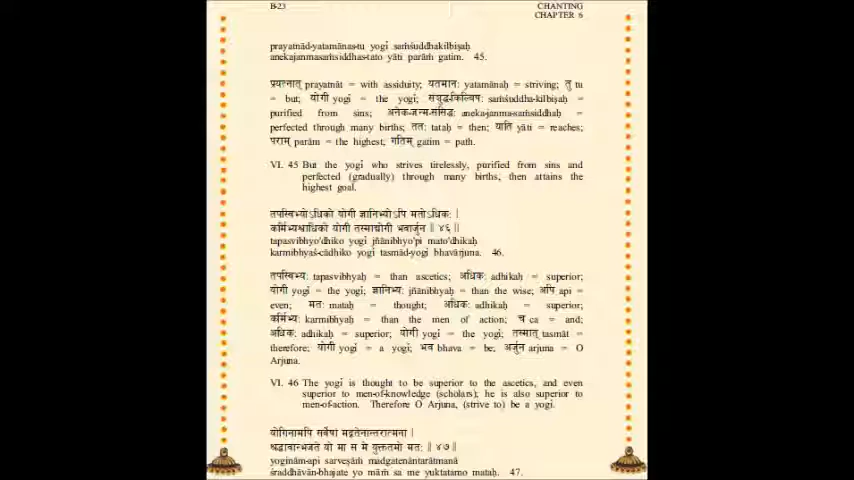 B-23 CHANTING
CHAPTER 6
prayatnād-yatamānas-tu yogī saṁśuddhakilbiṣaḥ
anekajanmasaṁsiddhas-tato yāti parāṁ gatim. 45.
प्रयत्नात् prayatnāt = with assiduity; यतमानः yatamānaḥ = striving; तु tu
= but; योगी yogī = the yogi; संशुद्ध-किल्बिषः saṁśuddha-kilbiṣaḥ =
purified from sins; अनेक-जन्म-संसिद्धः aneka-janma-saṁsiddhaḥ =
perfected through many births; ततः tataḥ = then; याति yāti = reaches;
पराम् parām = the highest; गतिम् gatim = path.
VI. 45 But the yogi who strives tirelessly, purified from sins and
perfected (gradually) through many births, then attains the
highest goal.
तपस्विभ्योऽधिको योगी ज्ञानिभ्योऽपि मतोऽधिकः |
कर्मिभ्यश्चाधिको योगी तस्माद्योगी भवार्जुन || ४६ ||
tapasvibhyo'dhiko yogī jñānibhyo'pi mato'dhikaḥ
karmibhyaś-cādhiko yogī tasmād-yogī bhavārjuna. 46.
तपस्विभ्यः tapasvibhyaḥ = than ascetics; अधिकः adhikaḥ = superior;
योगी yogī = the yogi; ज्ञानिभ्यः jñānibhyaḥ = than the wise; अपि api =
even; मतः mataḥ = thought; अधिकः adhikaḥ = superior;
कर्मिभ्यः karmibhyaḥ = than the men of action; च ca = and;
अधिकः adhikaḥ = superior; योगी yogī = the yogi; तस्मात् tasmāt =
therefore; योगी yogī = a yogi; भव bhava = be; अर्जुन arjuna = O
Arjuna.
VI. 46 The yogi is thought to be superior to the ascetics, and even
superior to men-of-knowledge (scholars); he is also superior to
men-of-action. Therefore O Arjuna, (strive to) be a yogi.
योगिनामपि सर्वेषां मद्गतेनान्तरात्मना |
श्रद्धावान्भजते यो मां स मे युक्ततमो मतः || ४७ ||
yoginām-api sarveṣāṁ madgatenāntarātmanā
śraddhāvān-bhajate yo māṁ sa me yuktatamo mataḥ. 47.